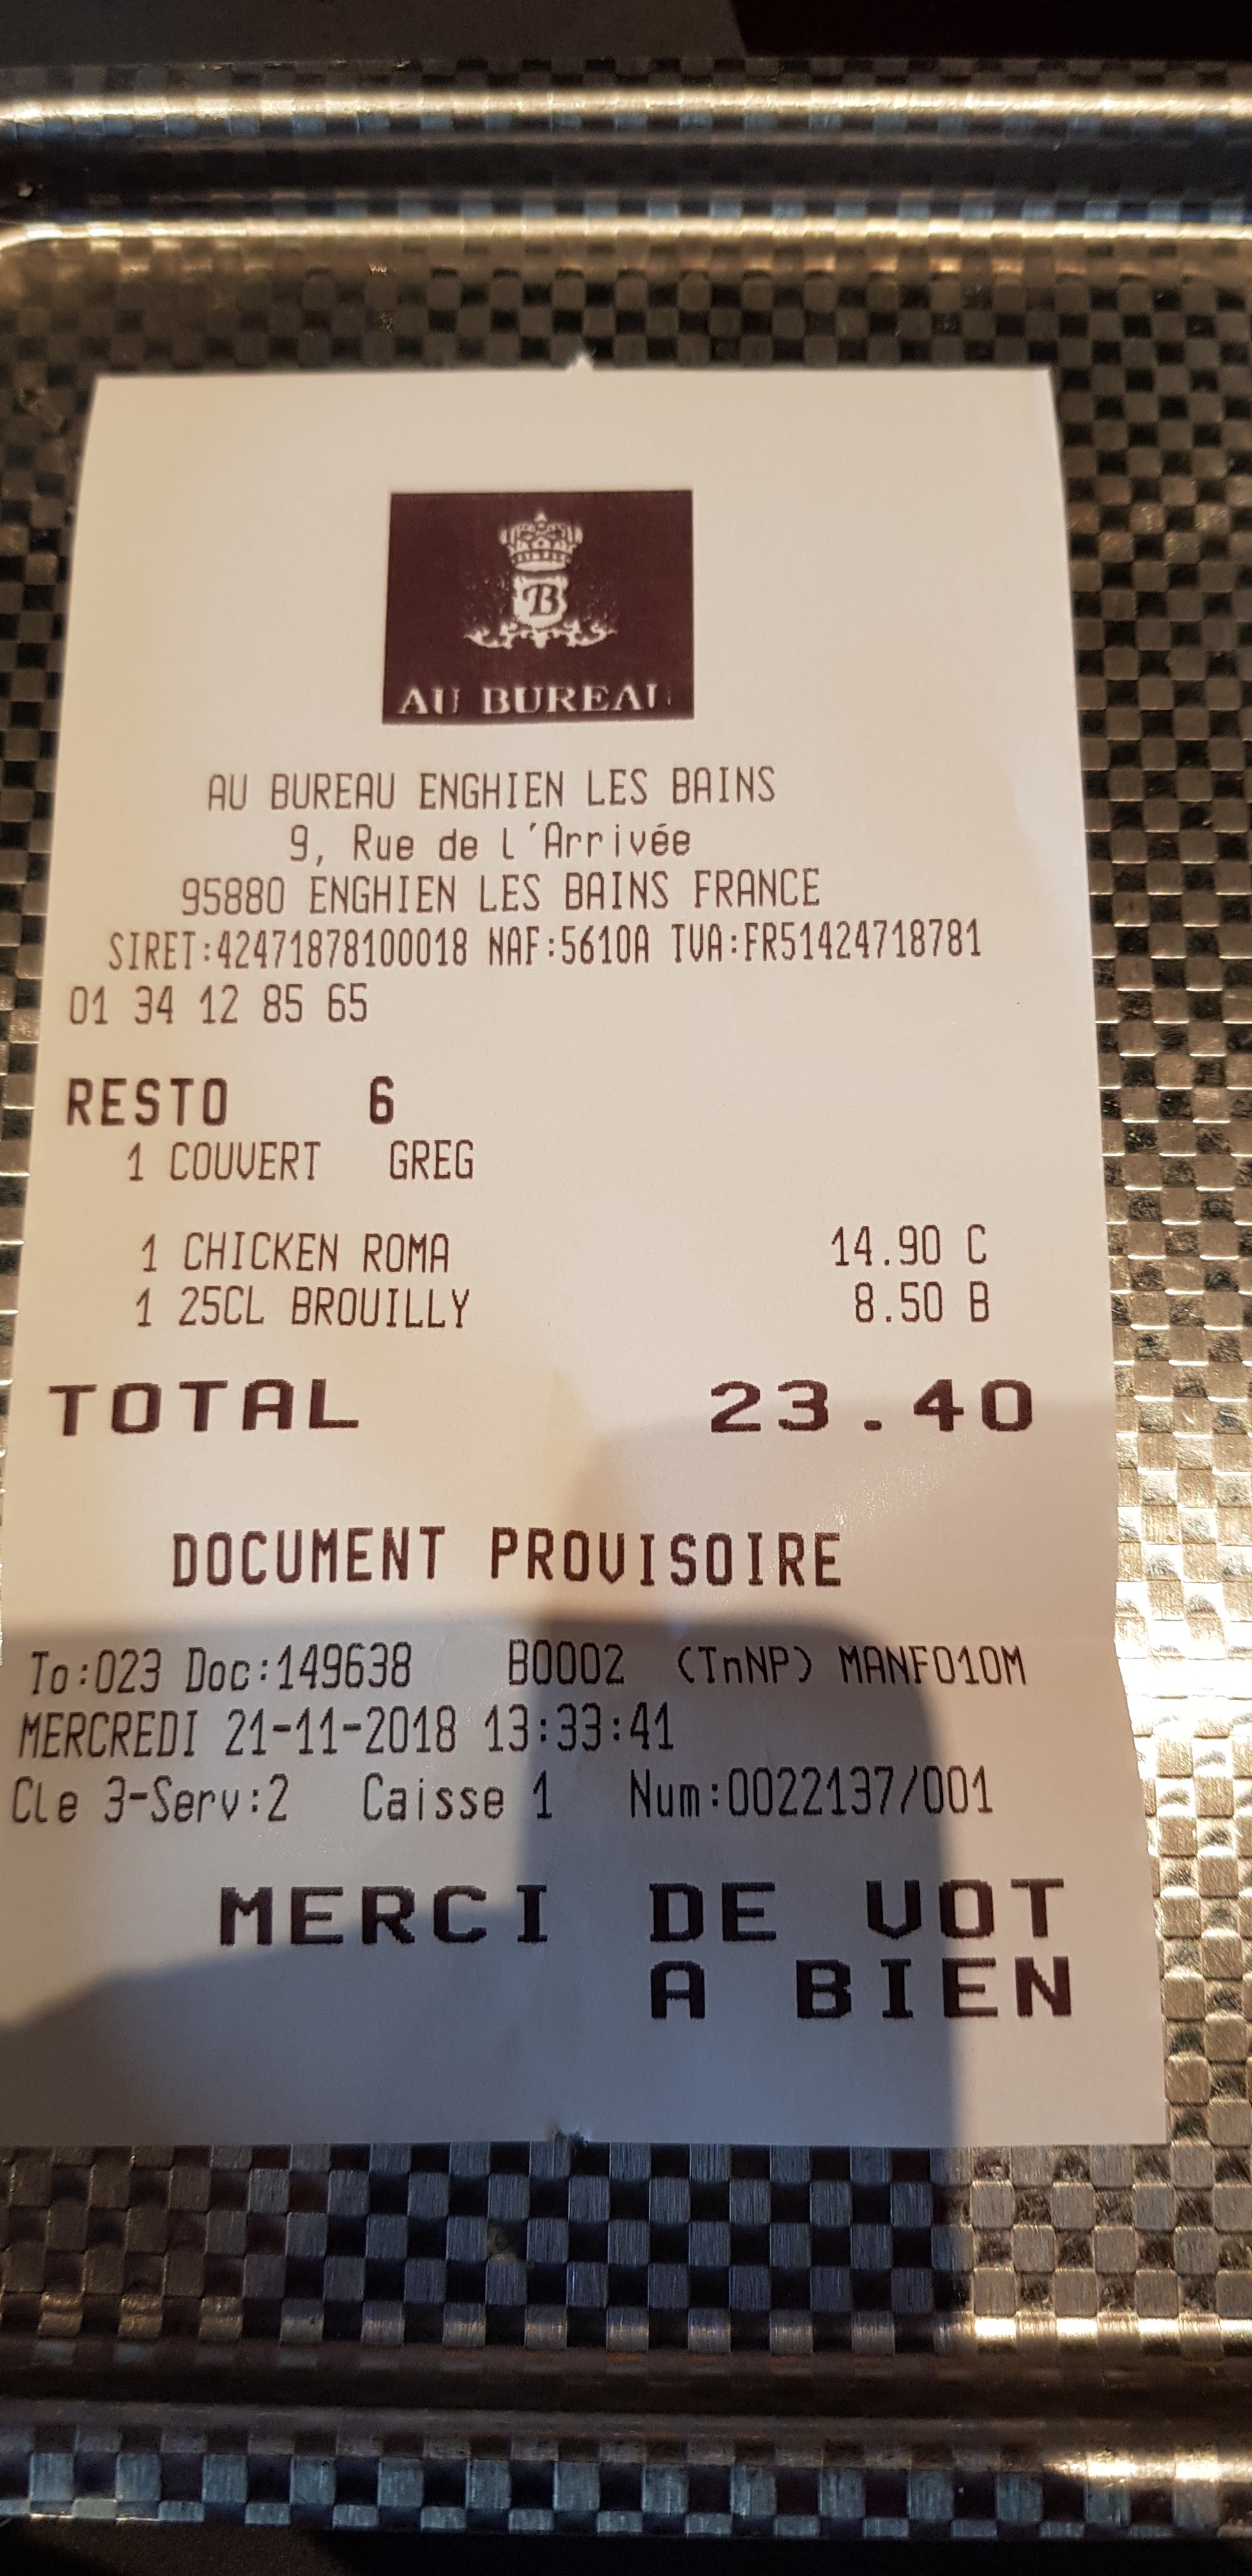 B
AU BUREAU
AU BUREAU ENGHIEN LES BAINS
9, Rue de l'Arrivée
95880 ENGHIEN LES BAINS FRANCE
SIRET:42471878100018 NAF:5610A TVA:FR51424718781
01 34 12 85 65
RESTO 6
1 COUVERT GREG
1 CHICKEN ROMA 14.90 C
1 25CL BROUILLY 8.50 B
TOTAL 23.40
DOCUMENT PROVISOIRE
To:023 Doc:149638 B0002 (TnNP) MANF010M
MERCREDI 21-11-2018 13:33:41
Cle 3-Serv:2 Caisse 1 Num:0022137/001
MERCI DE VOT
A BIEN